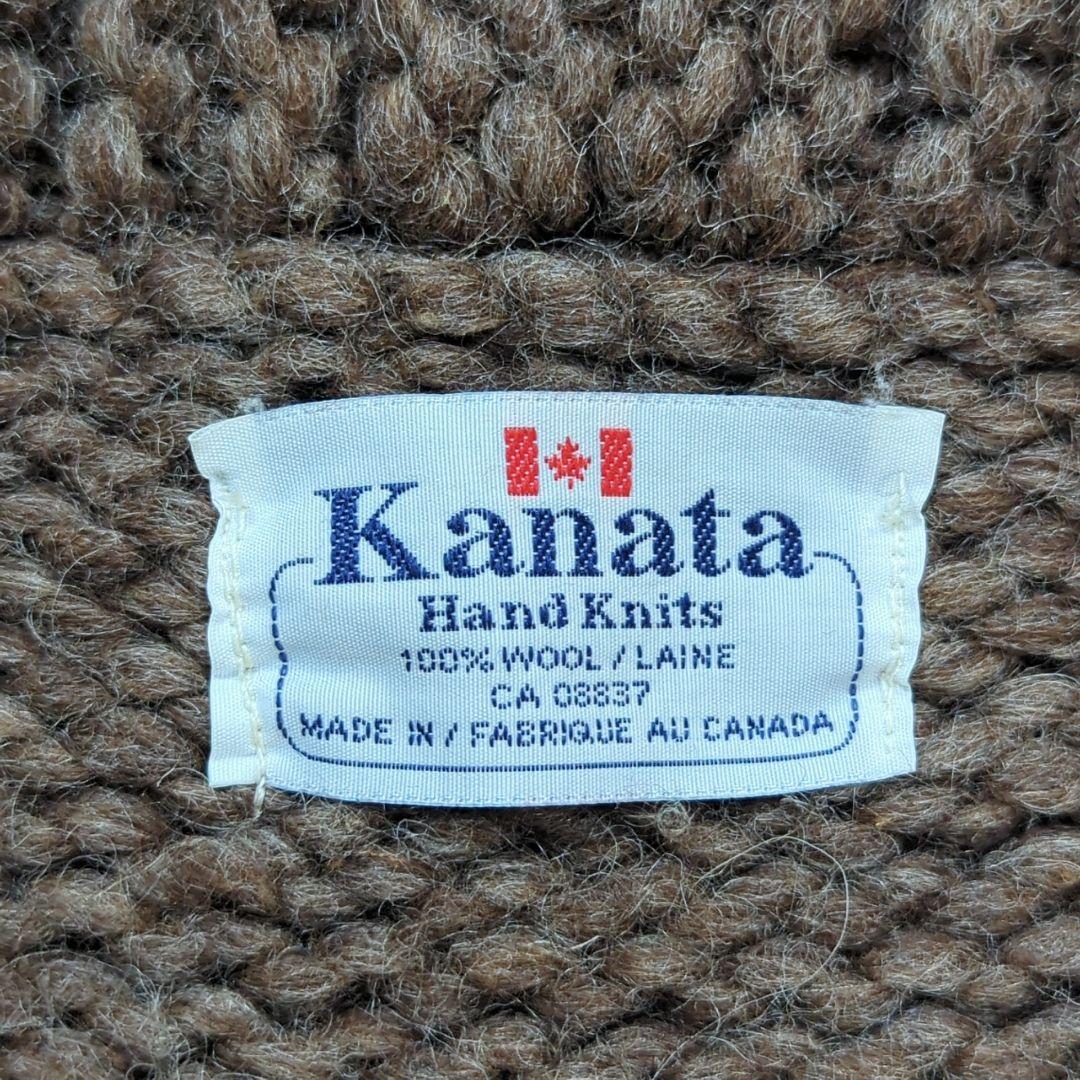 Kanata
Hand Knits
100% WOOL / LAINE
CA 08837
MADE IN / FABRIQUE AU CANADA